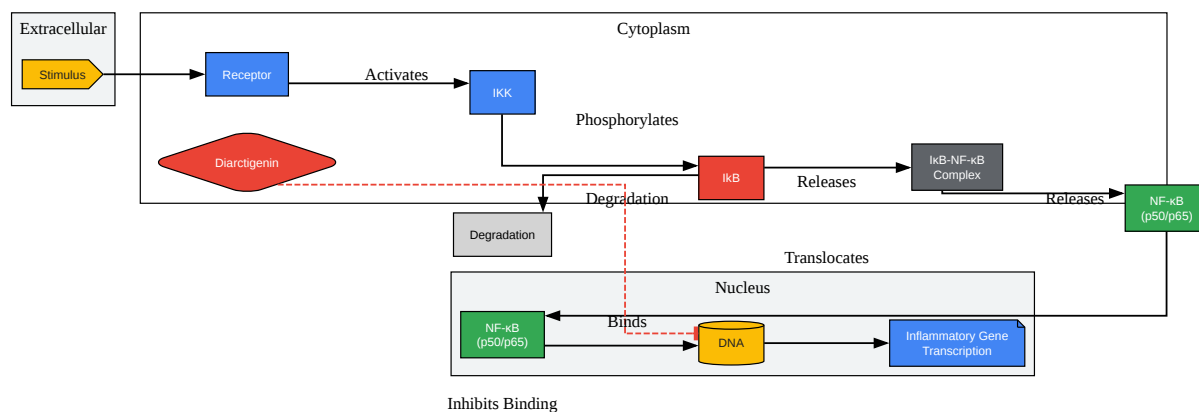 Extracellular
Cytoplasm
Stimulus
Receptor
Activates
IKK
Phosphorylates
Diarctigenin
IkB
Releases
IκB-NF-κB
Complex
Degradation
Releases
NF-κB
(p50/p65)
Degradation
Translocates
Nucleus
NF-κB
(p50/p65)
Binds
DNA
Inflammatory Gene
Transcription
Inhibits Binding